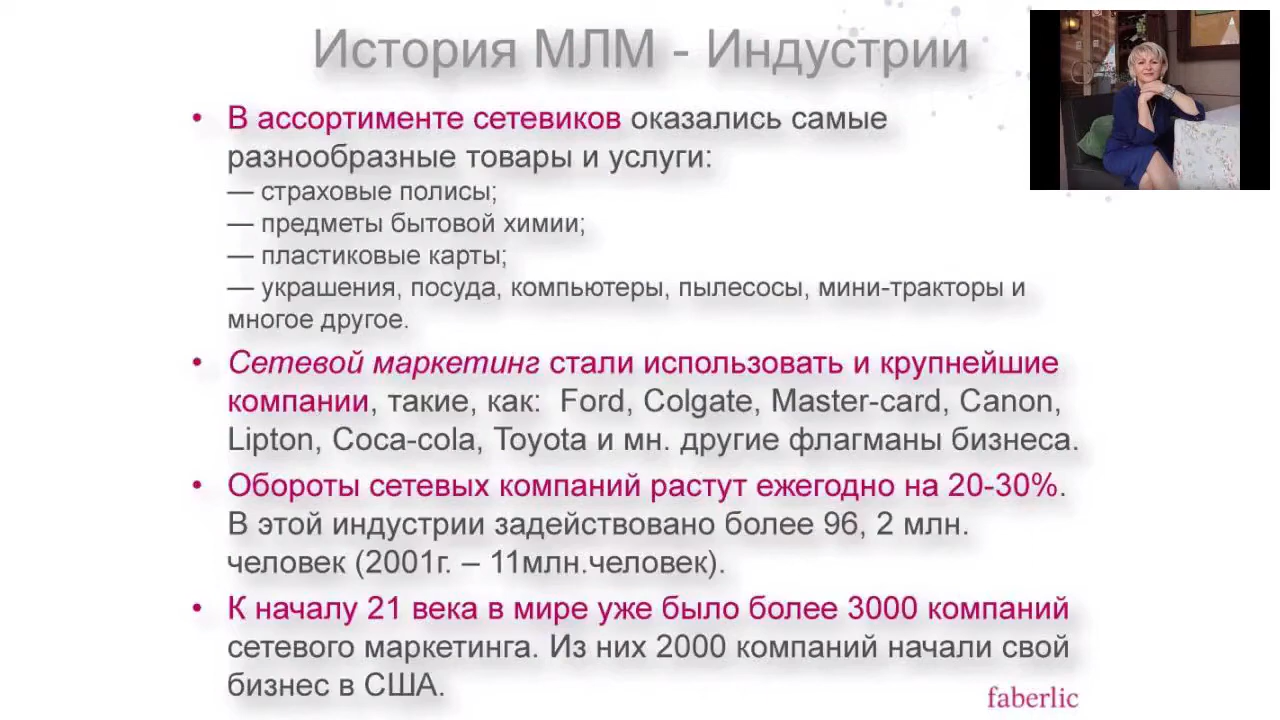 История МЛМ - Индустрии
• В ассортименте сетевиков оказались самые
разнообразные товары и услуги:
— страховые полисы;
— предметы бытовой химии;
— пластиковые карты;
— украшения, посуда, компьютеры, пылесосы, мини-тракторы и
многое другое.
• Сетевой маркетинг стали использовать и крупнейшие
компании, такие, как: Ford, Colgate, Master-card, Canon,
Lipton, Coca-cola, Toyota и мн. другие флагманы бизнеса.
• Обороты сетевых компаний растут ежегодно на 20-30%.
В этой индустрии задействовано более 96, 2 млн.
человек (2001г. – 11млн.человек).
• К началу 21 века в мире уже было более 3000 компаний
сетевого маркетинга. Из них 2000 компаний начали свой
бизнес в США.
faberlic